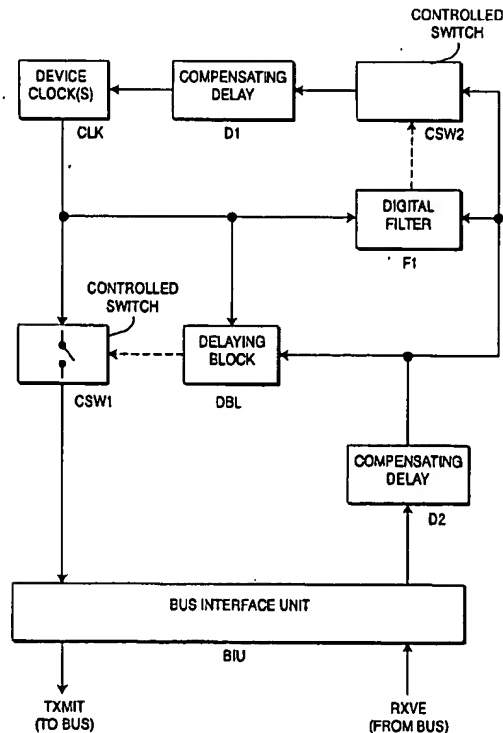 CONTROLLED
SWITCH
DEVICE
CLOCK(S)
CLK
COMPENSATING
DELAY
D1
CSW2
DIGITAL
FILTER
F1
CONTROLLED
SWITCH
CSW1
DELAYING
BLOCK
DBL
COMPENSATING
DELAY
D2
BUS INTERFACE UNIT
BIU
TXMIT
(TO BUS)
RXVE
(FROM BUS)